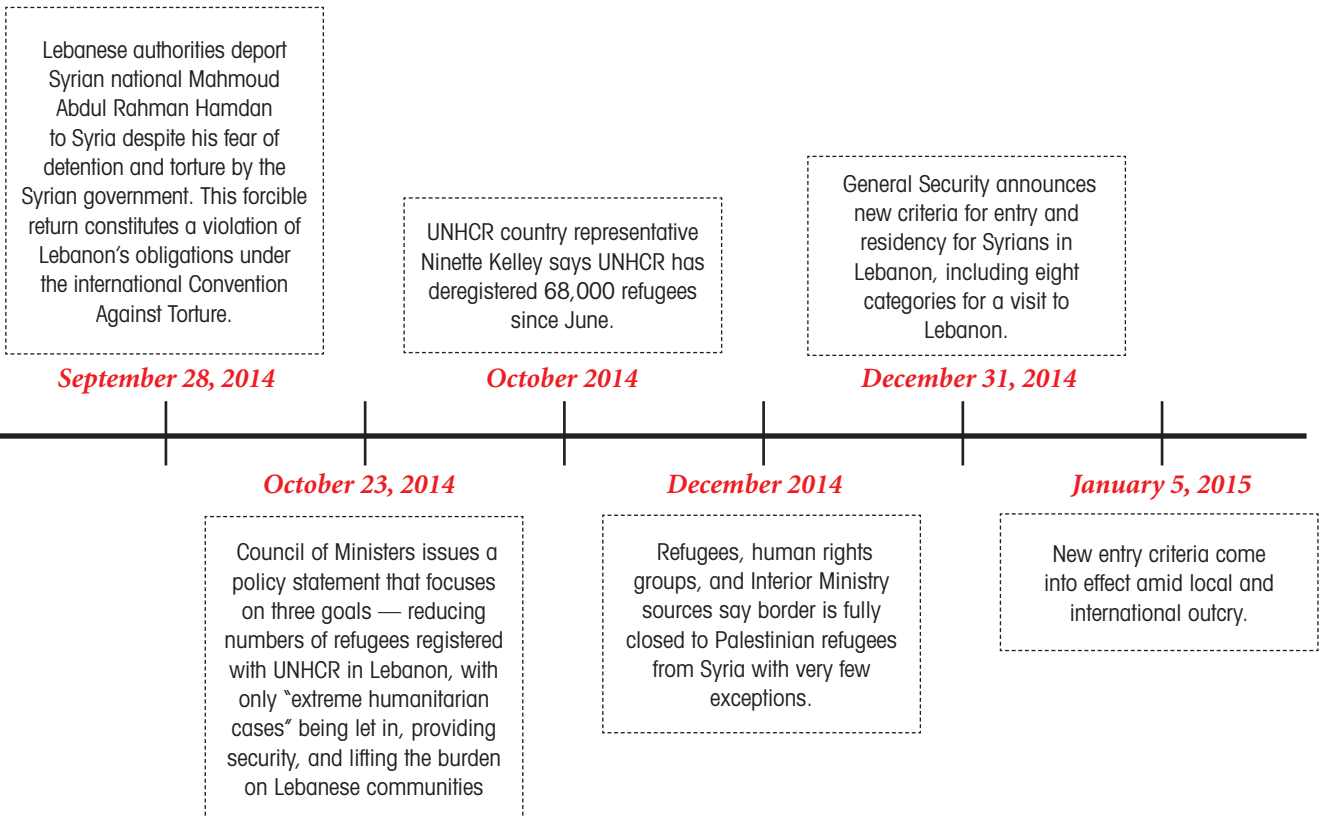 Lebanese authorities deport
Syrian national Mahmoud
Abdul Rahman Hamdan
to Syria despite his fear of
detention and torture by the
Syrian government. This forcible
return constitutes a violation of
Lebanon’s obligations under
the international Convention
Against Torture.
September 28, 2014
October 23, 2014
Council of Ministers issues a
policy statement that focuses
on three goals — reducing
numbers of refugees registered
with UNHCR in Lebanon, with
only “extreme humanitarian
cases” being let in, providing
security, and lifting the burden
on Lebanese communities
UNHCR country representative
Ninette Kelley says UNHCR has
deregistered 68,000 refugees
since June.
October 2014
December 2014
Refugees, human rights
groups, and Interior Ministry
sources say border is fully
closed to Palestinian refugees
from Syria with very few
exceptions.
General Security announces
new criteria for entry and
residency for Syrians in
Lebanon, including eight
categories for a visit to
Lebanon.
December 31, 2014
January 5, 2015
New entry criteria come
into effect amid local and
international outcry.